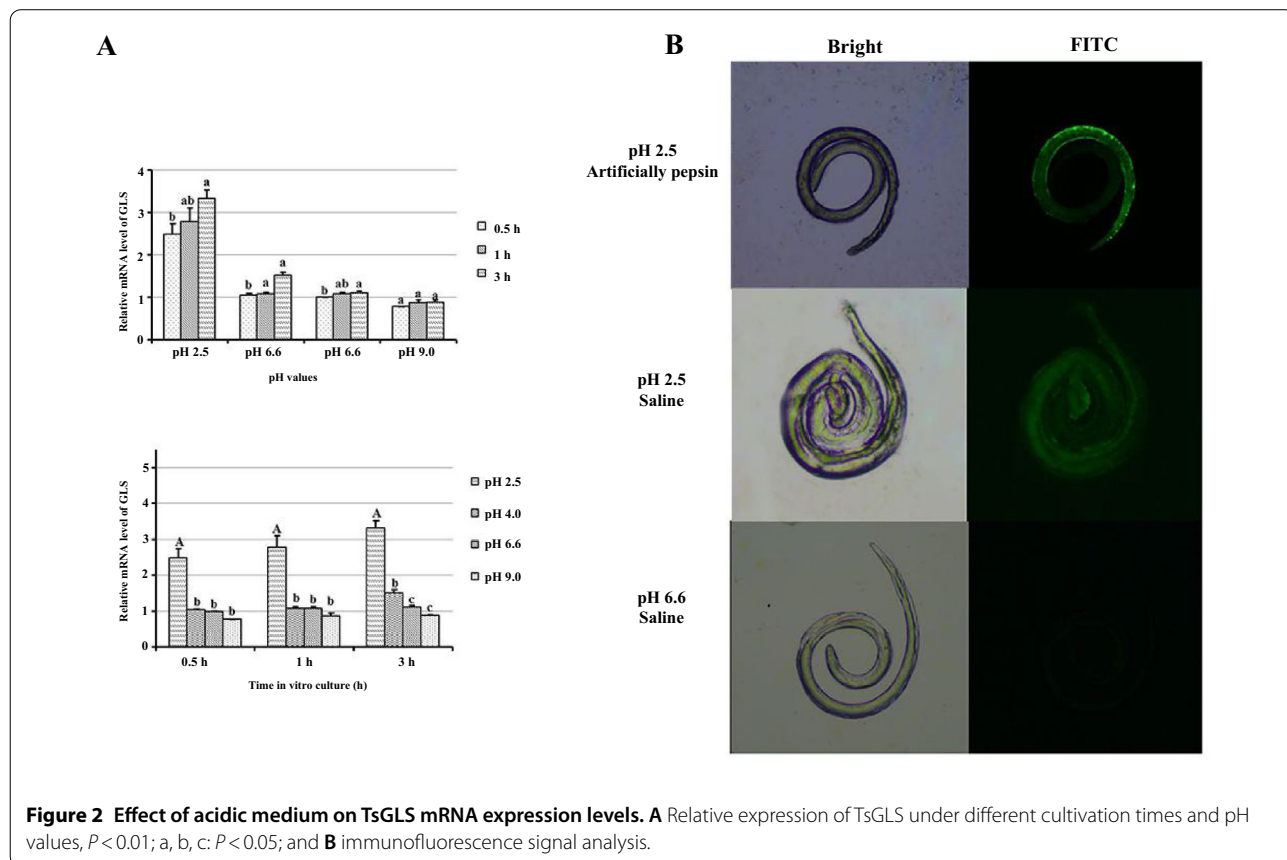 A
Relative mRNA level of GLS
4
3
2
1
0
b ab a
b a a
b ab a
a a a
pH 2.5 pH 6.6 pH 6.6 pH 9.0
pH values
0.5 h
1 h
3 h
Relative mRNA level of GLS
5
4
3
2
1
0
A b b b
A b b b
A b c c
0.5 h 1 h 3 h
Time in vitro culture (h)
pH 2.5
pH 4.0
pH 6.6
pH 9.0
B
Bright FITC
pH 2.5
Artificially pepsin
pH 2.5
Saline
pH 6.6
Saline
Figure 2 Effect of acidic medium on TsGLS mRNA expression levels. A Relative expression of TsGLS under different cultivation times and pH
values, P < 0.01; a, b, c: P < 0.05; and B immunofluorescence signal analysis.